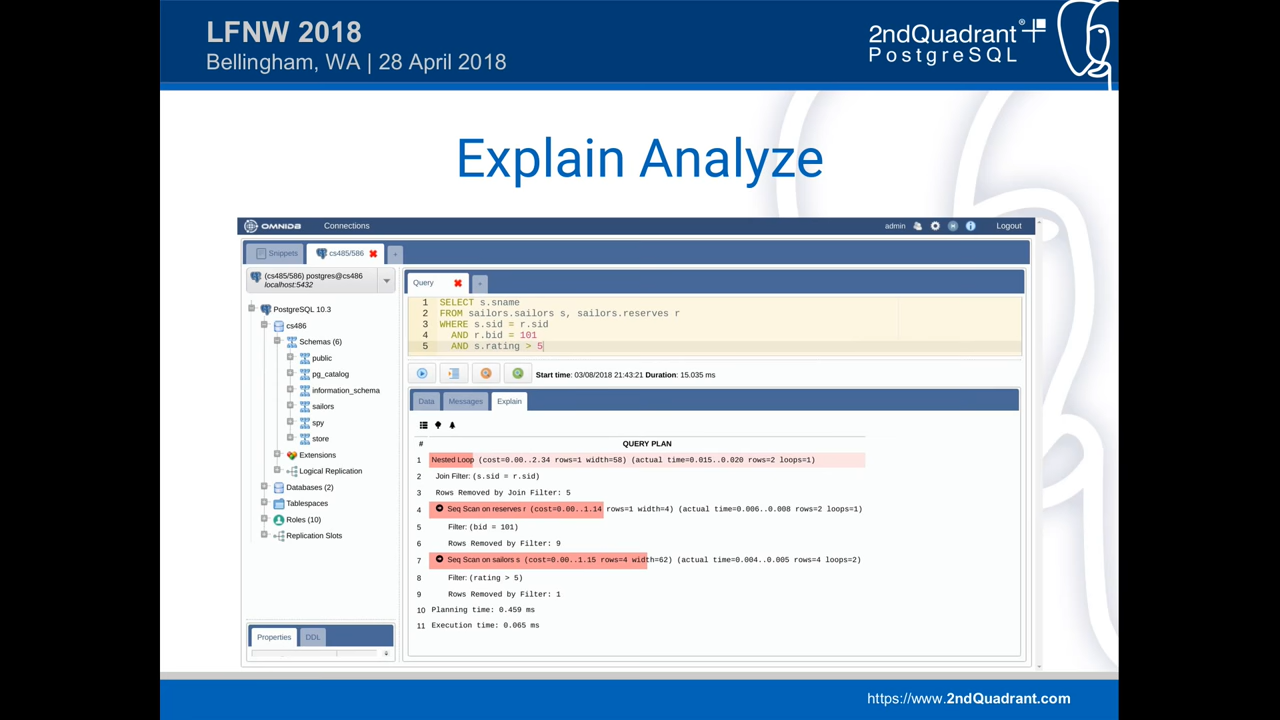 LFNW 2018
Bellingham, WA | 28 April 2018
2ndQuadrant®
PostgreSQL
Explain Analyze
OMNIDB
Connections
admin
Logout
Snippets
cs485/586
+
(cs485/586) postgres@cs486
localhost:5432
PostgreSQL 10.3
cs486
Schemas (6)
public
pg_catalog
information_schema
sailors
spy
store
Extensions
Logical Replication
Databases (2)
Tablespaces
Roles (10)
Replication Slots
Properties
DDL
Query
+
1 SELECT s.sname
2 FROM sailors.sailors s, sailors.reserves r
3 WHERE s.sid = r.sid
4 AND r.bid = 101
5 AND s.rating > 5
Start time: 03/08/2018 21:43:21 Duration: 15.035 ms
Data
Messages
Explain
# QUERY PLAN
1 Nested Loop (cost=0.00..2.34 rows=1 width=58) (actual time=0.015..0.020 rows=2 loops=1)
2 Join Filter: (s.sid = r.sid)
3 Rows Removed by Join Filter: 5
4 Seq Scan on reserves r (cost=0.00..1.14 rows=1 width=4) (actual time=0.006..0.008 rows=2 loops=1)
5 Filter: (bid = 101)
6 Rows Removed by Filter: 9
7 Seq Scan on sailors s (cost=0.00..1.15 rows=4 width=62) (actual time=0.004..0.005 rows=4 loops=2)
8 Filter: (rating > 5)
9 Rows Removed by Filter: 1
10 Planning time: 0.459 ms
11 Execution time: 0.065 ms
https://www.2ndQuadrant.com